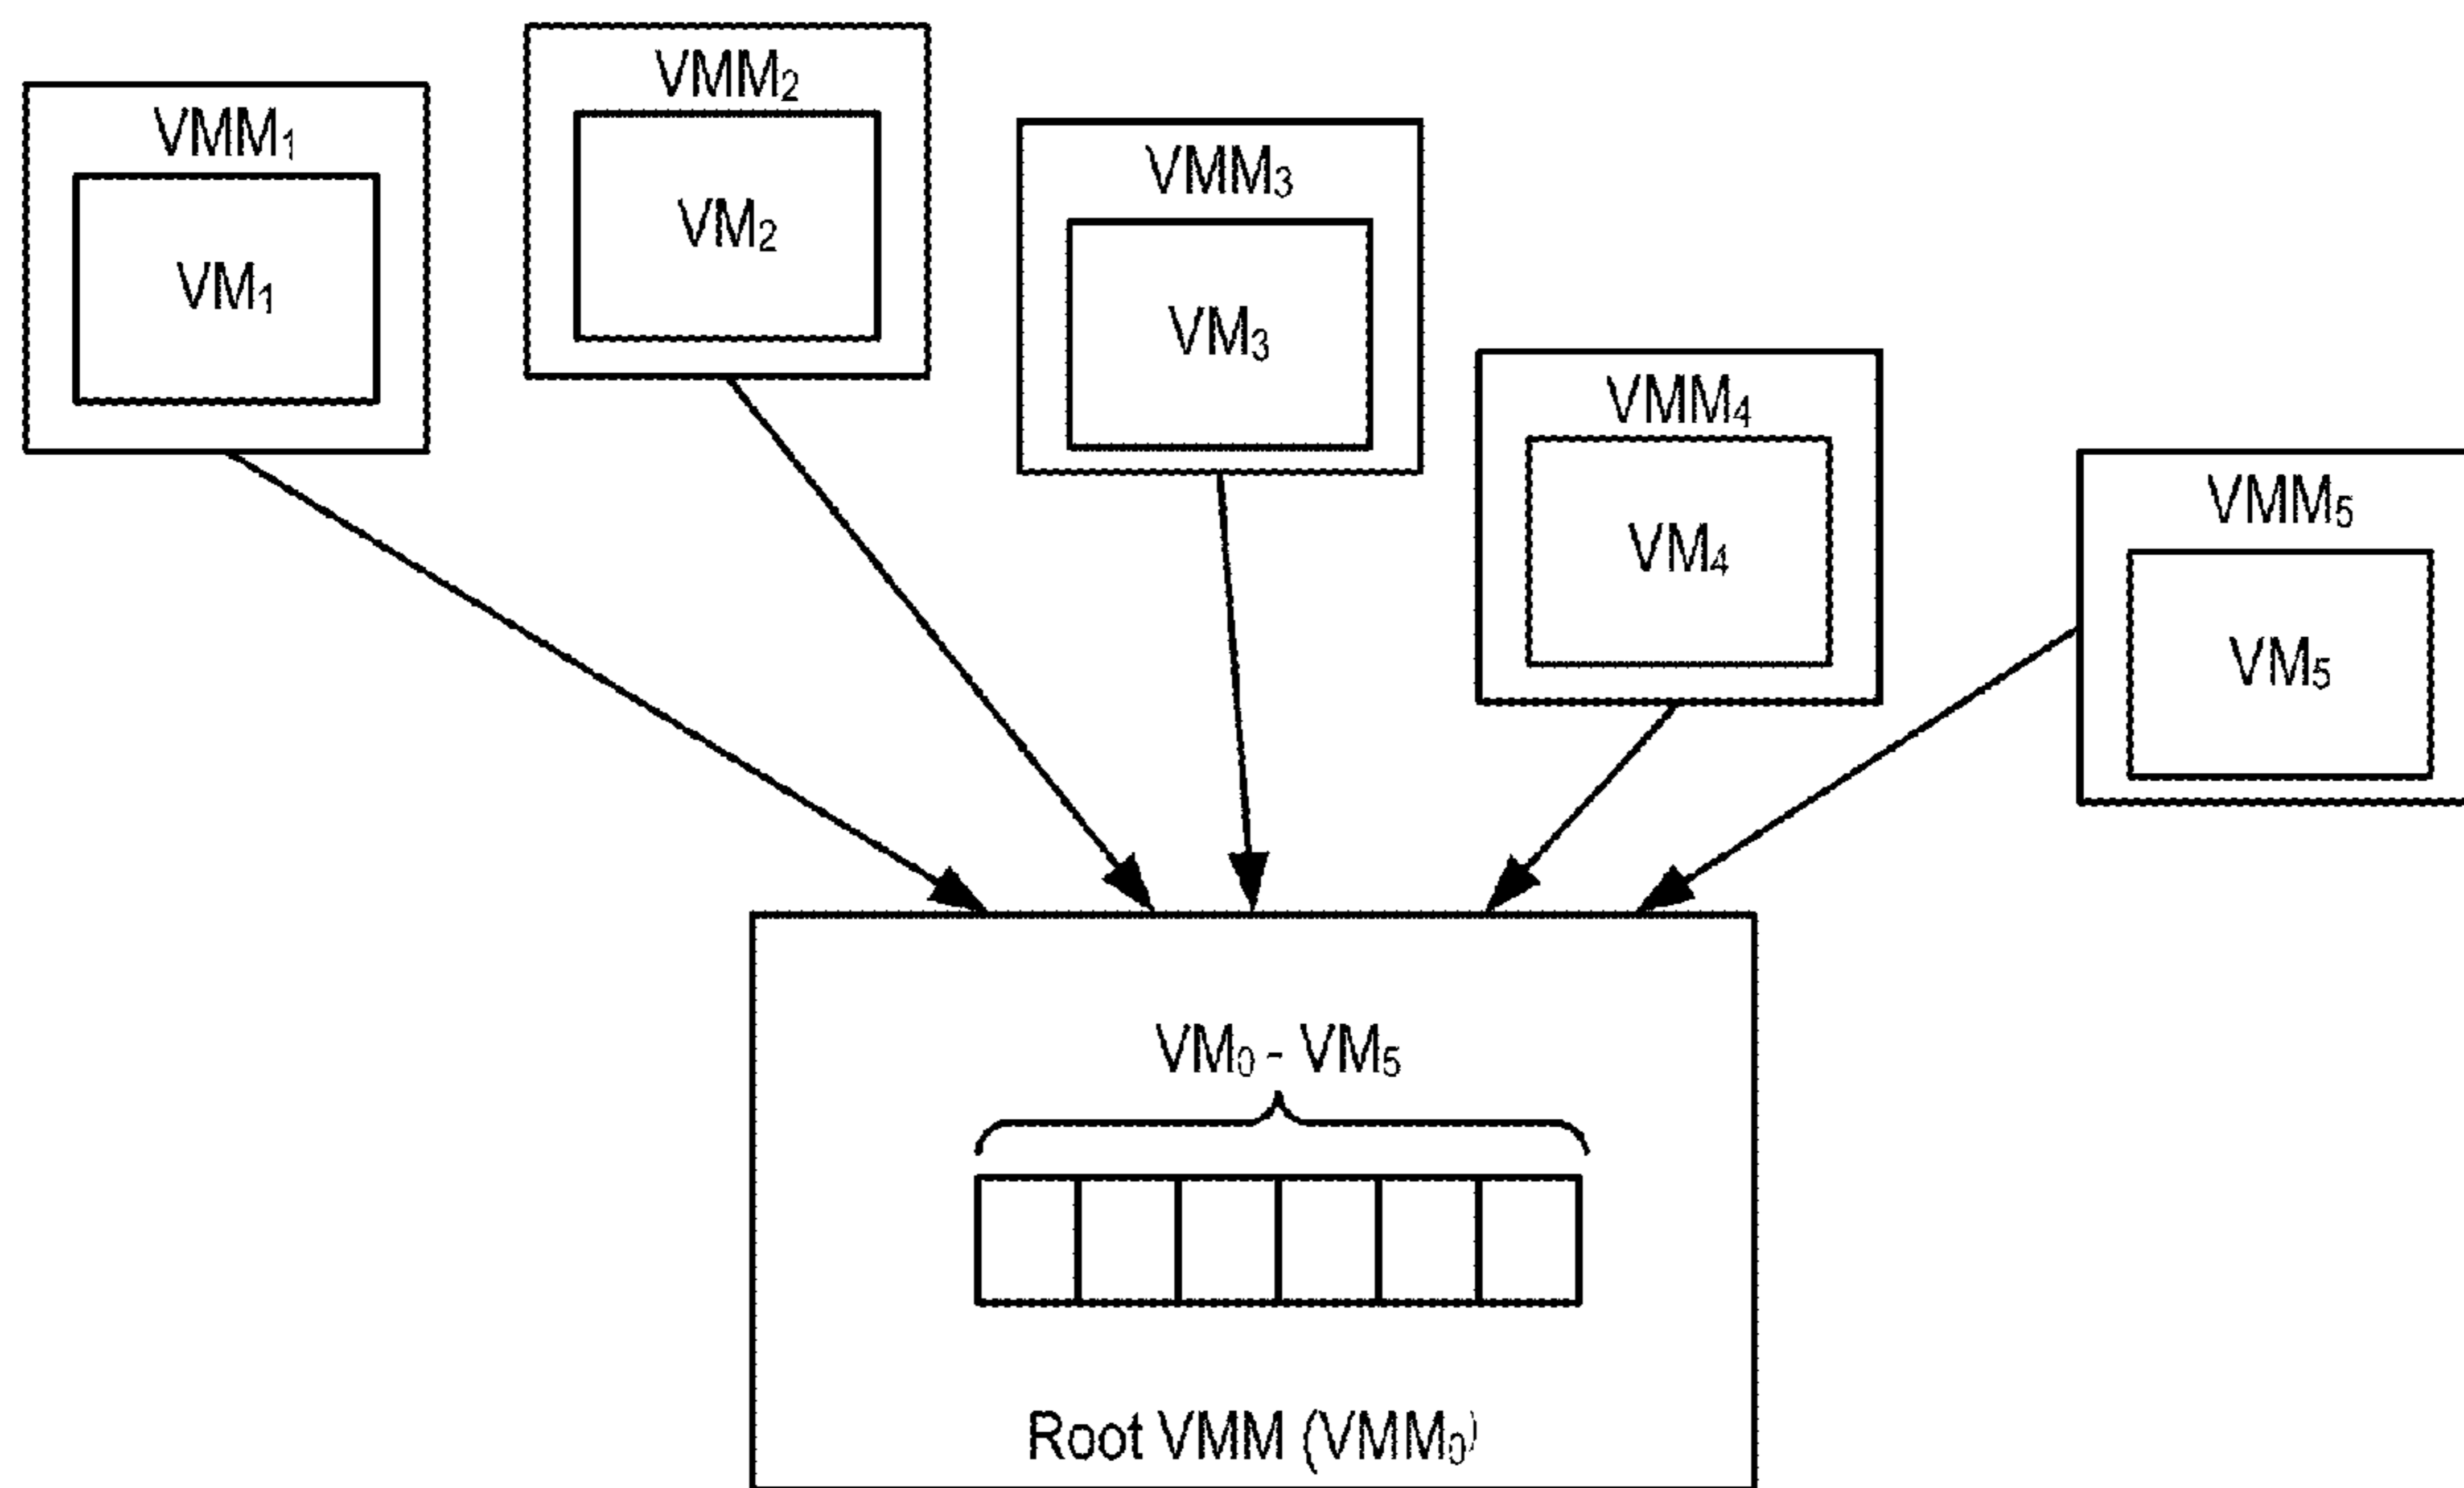 VMM₁
VM₁
VMM₂
VM₂
VMM₃
VM₃
VMM₄
VM₄
VMM₅
VM₅
VM₀ - VM₅
Root VMM (VMM₀)